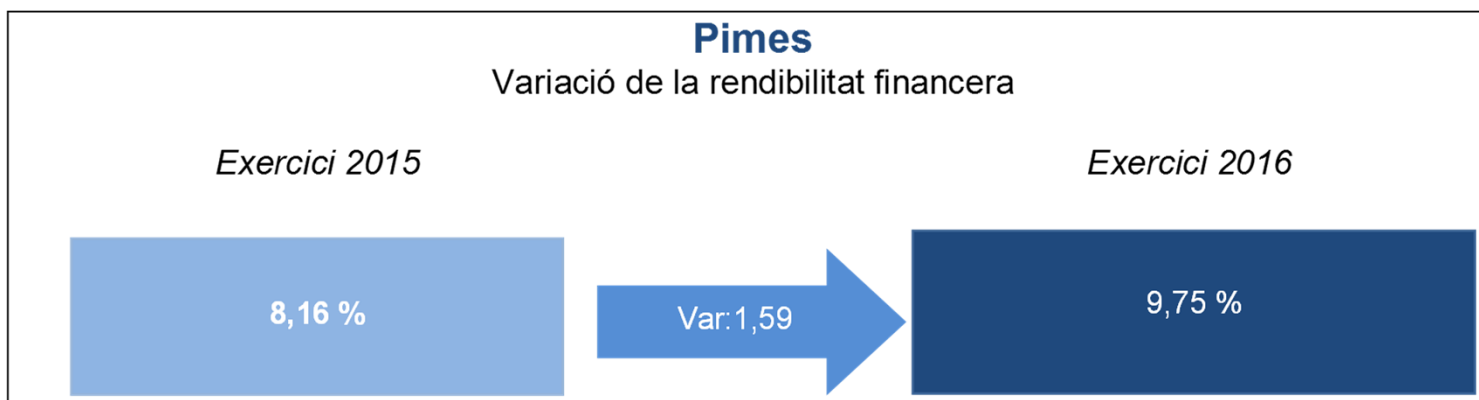 Pimes
Variació de la rendibilitat financera
Exercici 2015
Exercici 2016
8,16 %
Var:1,59
9,75 %